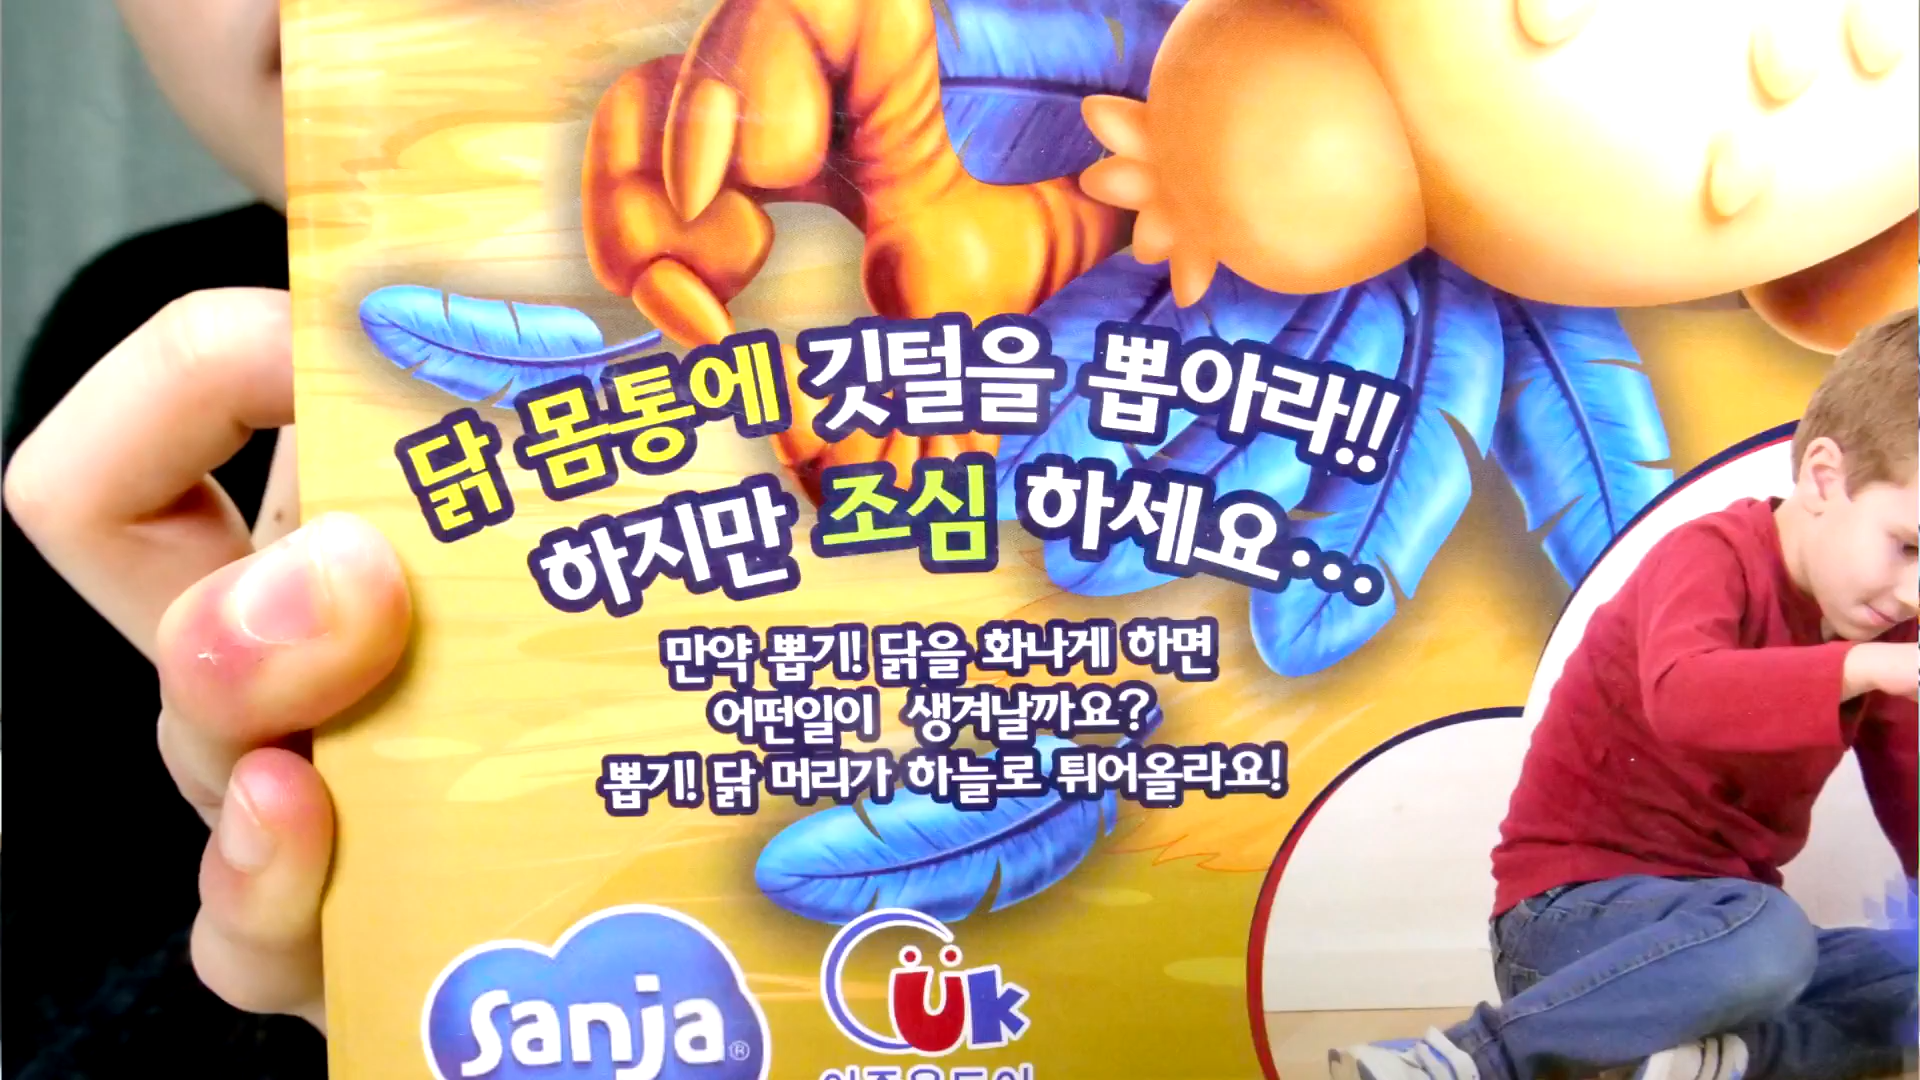 닭 몸통에 깃털을 뽑아라!!
하지만 조심 하세요...
만약 뽑기! 닭을 화나게 하면
어떤일이 생겨날까요?
뽑기! 닭 머리가 하늘로 튀어올라요!
Sanja®
ük